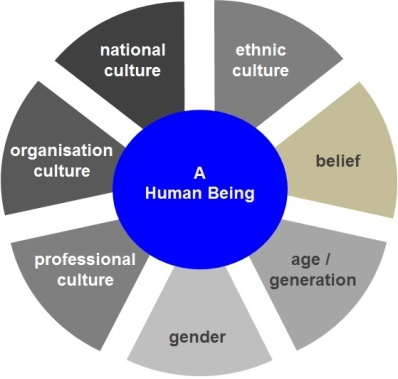 national
culture
ethnic
culture
organisation
culture
A
Human Being
belief
professional
culture
age /
generation
gender